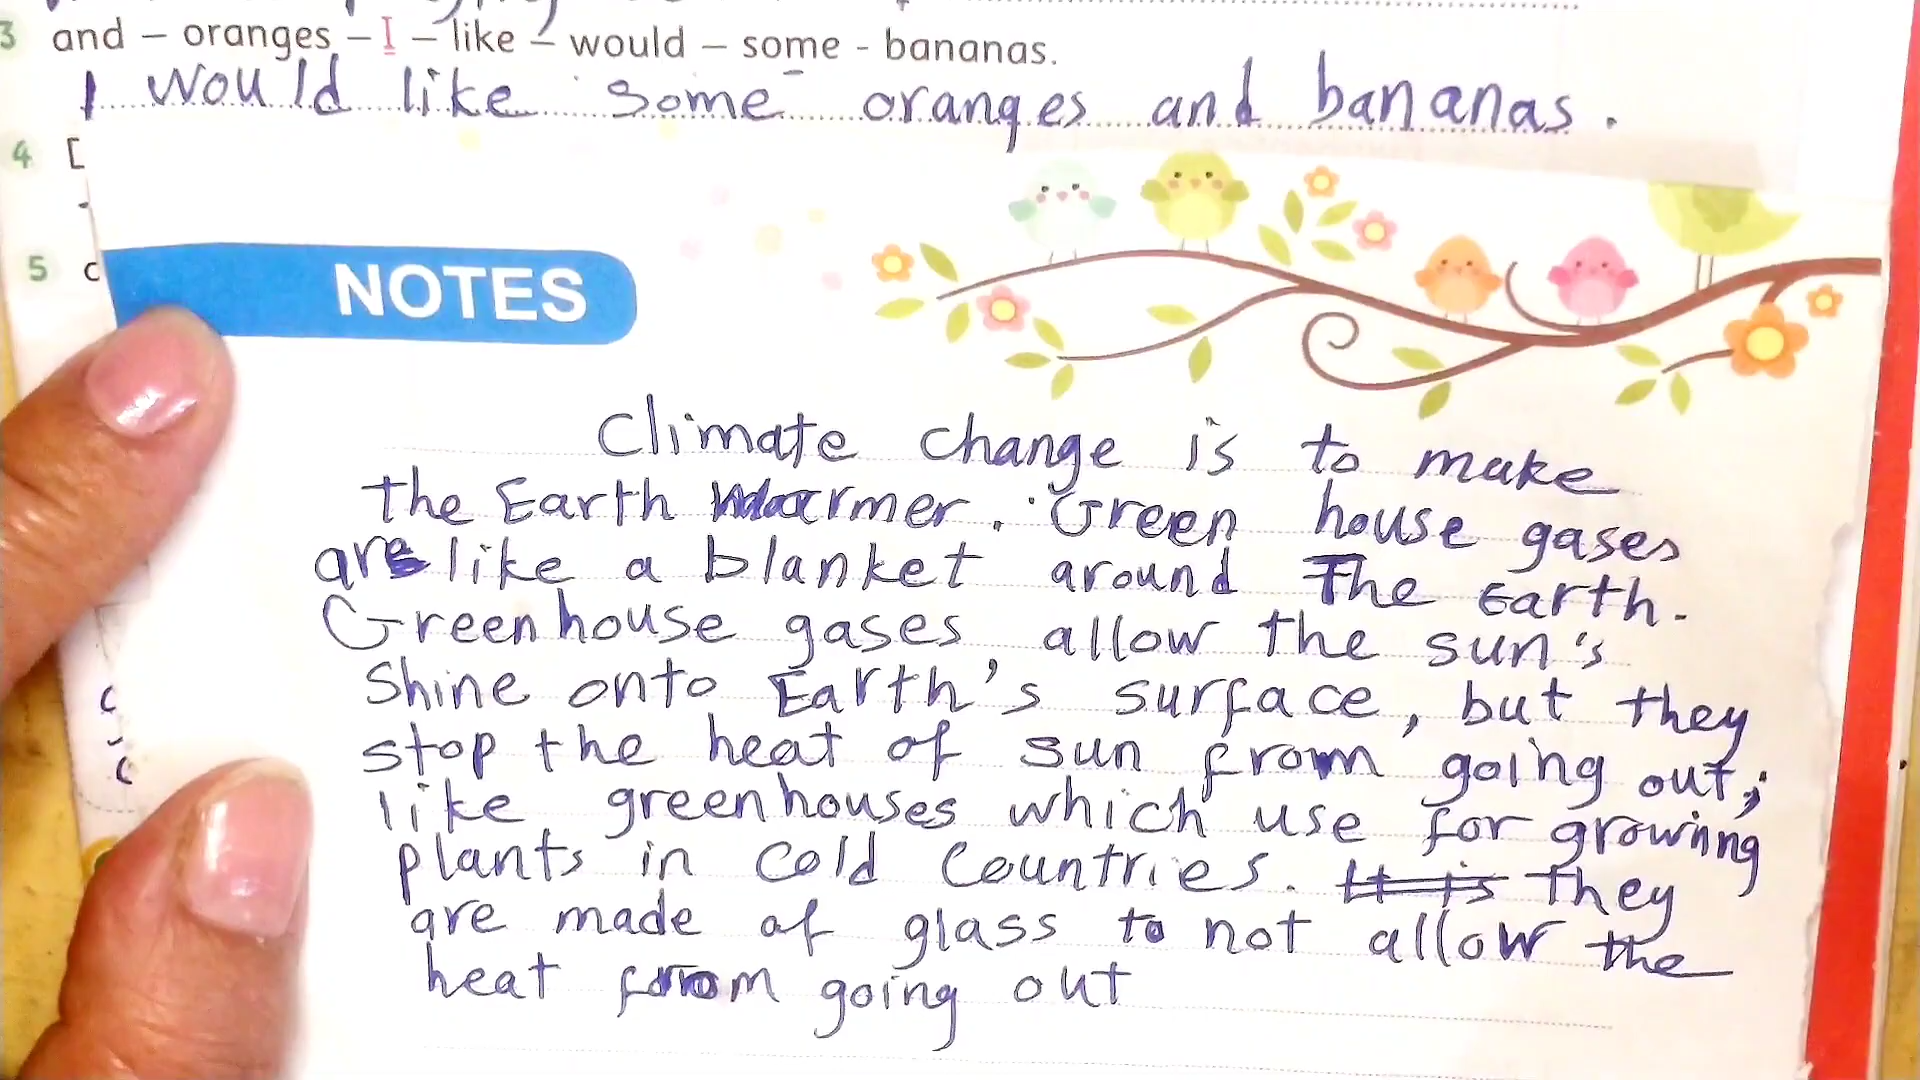 3 and – oranges – I – like – would – some - bananas.
I would like some oranges and bananas.
4
5 c
NOTES
Climate change is to make
the Earth warmer. Green house gases
are like a blanket around The Earth.
Greenhouse gases allow the sun's
shine onto Earth's surface, but they
stop the heat of sun from going out,
like greenhouses which use for growing
plants in cold countries. It is they
are made of glass to not allow the
heat from going out